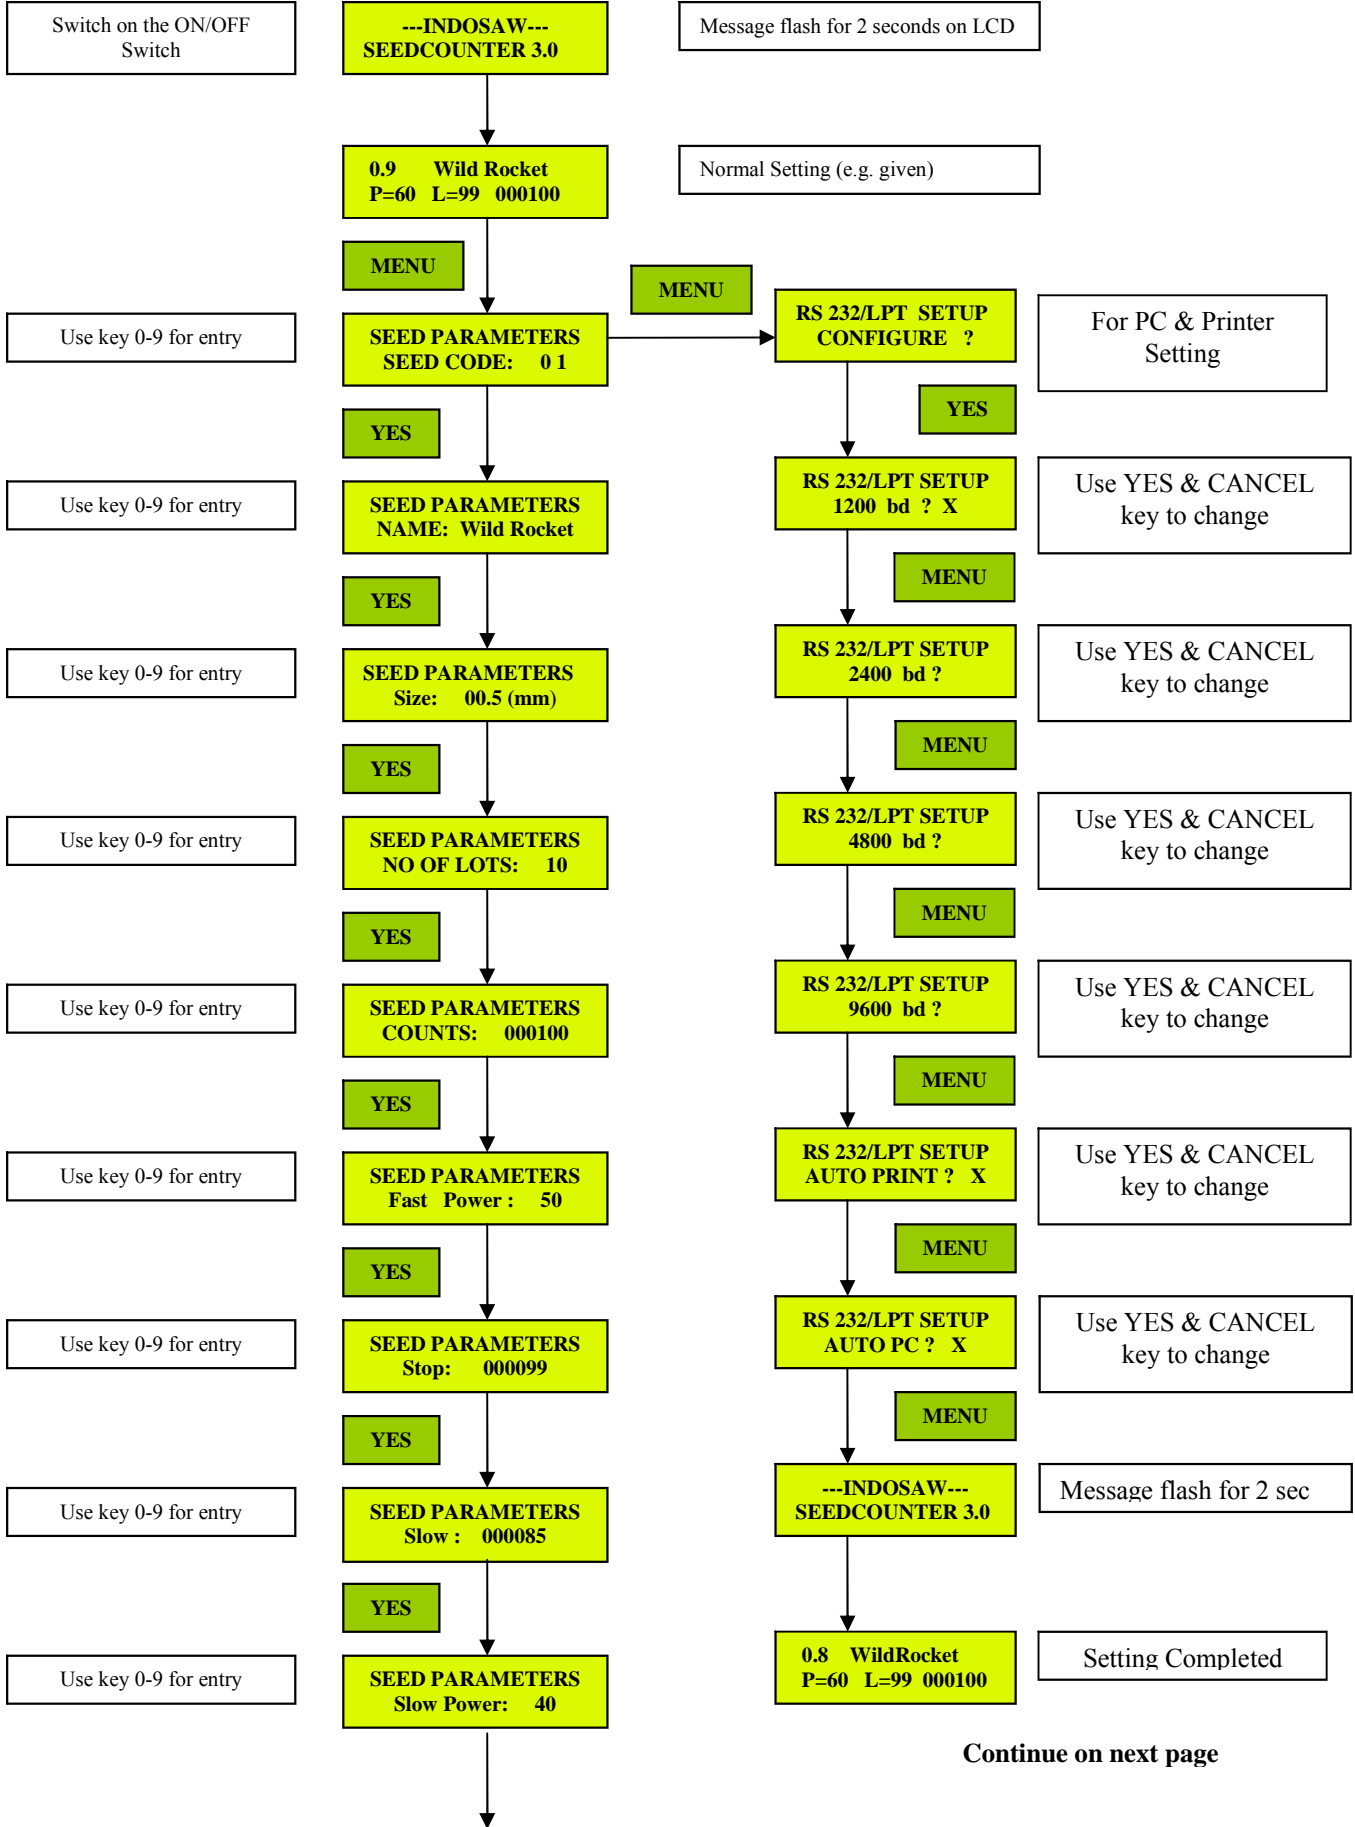 Switch on the ON/OFF
Switch
---INDOSAW---
SEEDCOUNTER 3.0
Message flash for 2 seconds on LCD
0.9 Wild Rocket
P=60 L=99 000100
Normal Setting (e.g. given)
MENU
MENU
Use key 0-9 for entry
SEED PARAMETERS
SEED CODE: 0 1
RS 232/LPT SETUP
CONFIGURE ?
For PC & Printer
Setting
YES
YES
Use key 0-9 for entry
SEED PARAMETERS
NAME: Wild Rocket
RS 232/LPT SETUP
1200 bd ? X
Use YES & CANCEL
key to change
YES
MENU
Use key 0-9 for entry
SEED PARAMETERS
Size: 00.5 (mm)
RS 232/LPT SETUP
2400 bd ?
Use YES & CANCEL
key to change
YES
MENU
Use key 0-9 for entry
SEED PARAMETERS
NO OF LOTS: 10
RS 232/LPT SETUP
4800 bd ?
Use YES & CANCEL
key to change
YES
MENU
Use key 0-9 for entry
SEED PARAMETERS
COUNTS: 000100
RS 232/LPT SETUP
9600 bd ?
Use YES & CANCEL
key to change
YES
MENU
Use key 0-9 for entry
SEED PARAMETERS
Fast Power : 50
RS 232/LPT SETUP
AUTO PRINT ? X
Use YES & CANCEL
key to change
YES
MENU
Use key 0-9 for entry
SEED PARAMETERS
Stop: 000099
RS 232/LPT SETUP
AUTO PC ? X
Use YES & CANCEL
key to change
YES
MENU
Use key 0-9 for entry
SEED PARAMETERS
Slow : 000085
---INDOSAW---
SEEDCOUNTER 3.0
Message flash for 2 sec
YES
Use key 0-9 for entry
SEED PARAMETERS
Slow Power: 40
0.8 WildRocket
P=60 L=99 000100
Setting Completed
Continue on next page